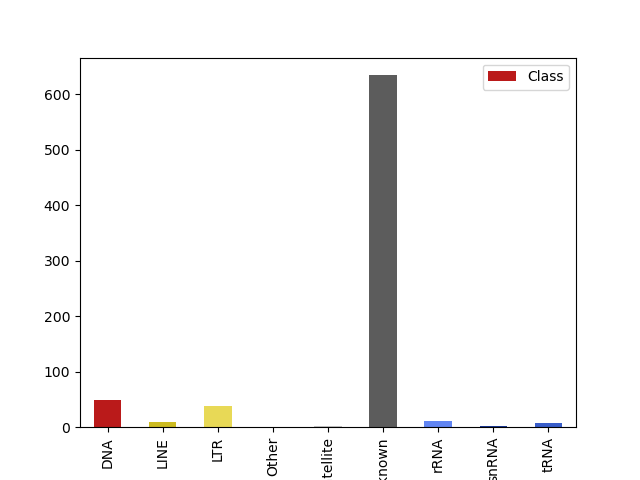 Class
600
500
400
300
200
100
0
DNA
LINE
LTR
Other
tellite
known
rRNA
snRNA
tRNA